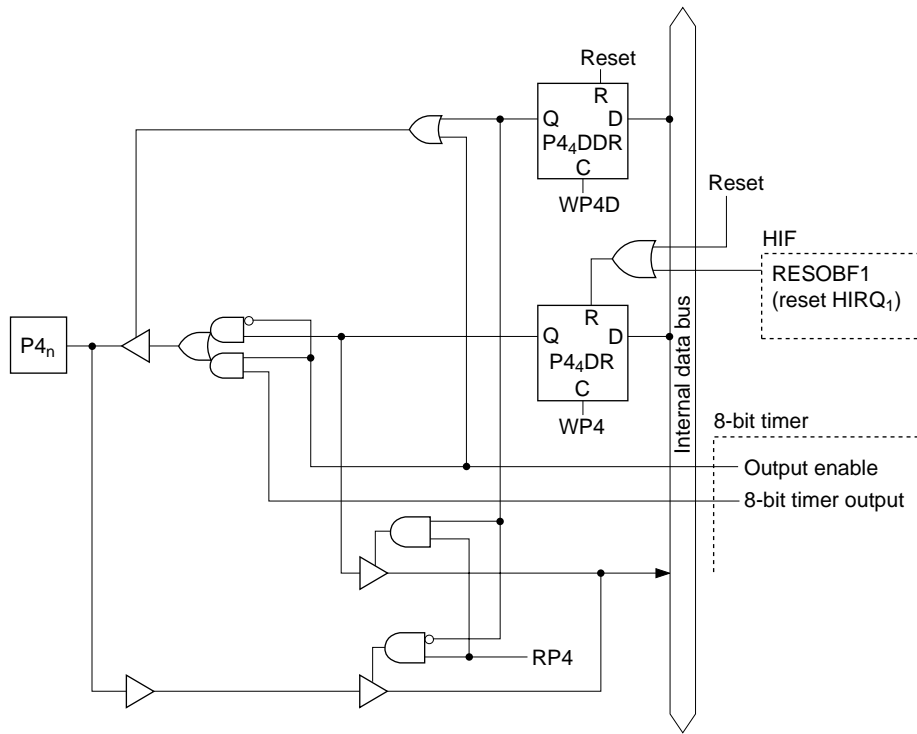 Reset
R
Q D
P4₄DDR
C
WP4D
Reset
HIF
RESOBF1
(reset HIRQ₁)
R
Q D
P4₄DR
C
WP4
P4ₙ
Internal data bus
8-bit timer
Output enable
8-bit timer output
RP4